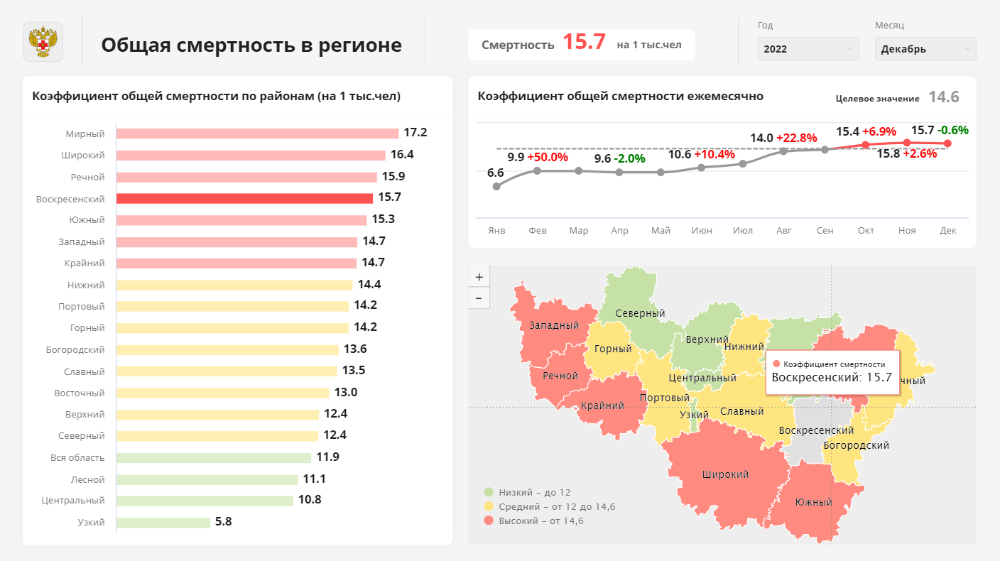 Общая смертность в регионе
Смертность 15.7 на 1 тыс.чел
Год
2022
Месяц
Декабрь
Коэффициент общей смертности по районам (на 1 тыс.чел)
Мирный 17.2
Широкий 16.4
Речной 15.9
Воскресенский 15.7
Южный 15.3
Западный 14.7
Крайний 14.7
Нижний 14.4
Портовый 14.2
Горный 14.2
Богородский 13.6
Славный 13.5
Восточный 13.0
Верхний 12.4
Северный 12.4
Вся область 11.9
Лесной 11.1
Центральный 10.8
Узкий 5.8
Коэффициент общей смертности ежемесячно
Целевое значение 14.6
6.6
9.9 +50.0%
9.6 -2.0%
10.6 +10.4%
14.0 +22.8%
15.4 +6.9%
15.8 +2.6%
15.7 -0.6%
Янв Фев Мар Апр Май Июн Июл Авг Сен Окт Ноя Дек
+
–
Северный
Западный
Верхний
Нижний
Горный
Коэффициент смертности
Воскресенский: 15.7
Речной
Центральный
чный
Портовый
Крайний
Узкий
Славный
Воскресенский
Богородский
Широкий
Южный
Низкий – до 12
Средний – от 12 до 14,6
Высокий – от 14,6